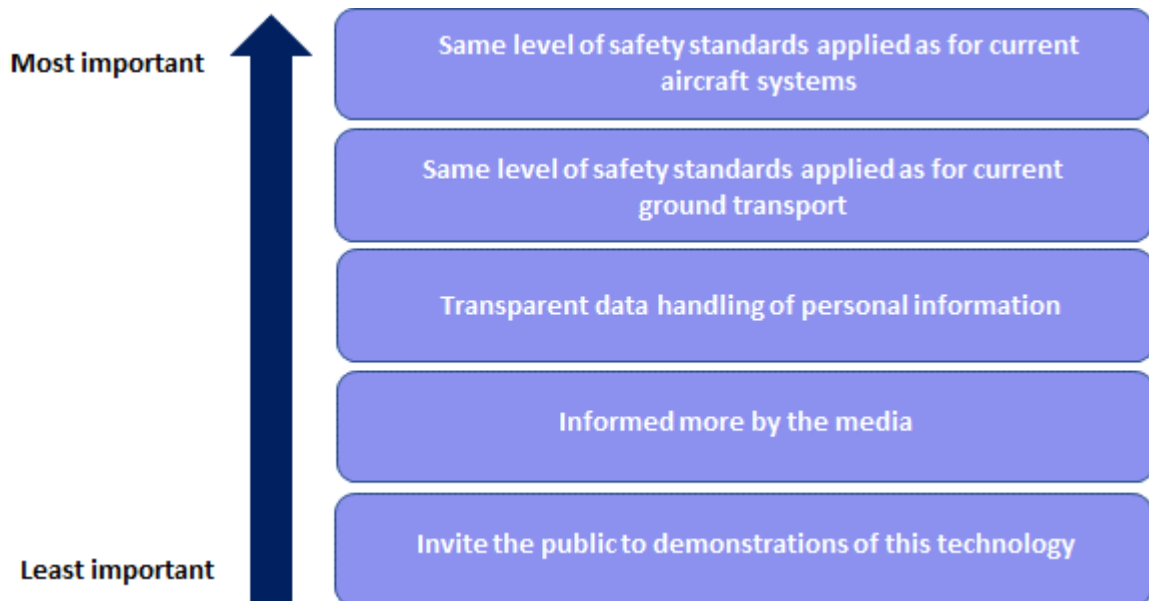 Most important
Same level of safety standards applied as for current
aircraft systems
Same level of safety standards applied as for current
ground transport
Transparent data handling of personal information
Informed more by the media
Invite the public to demonstrations of this technology
Least important